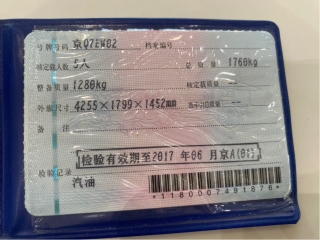 号牌号码 京Q7EW82 档案编号
核定载人数 5人 总质量 1760kg
整备质量 1280kg 核定载质量 --
外廓尺寸 4255×1799×1452mm 准牵引总质量 --
备注
检验有效期至2017 年06 月京A(01)
检验记录
汽油
*1180007491876*